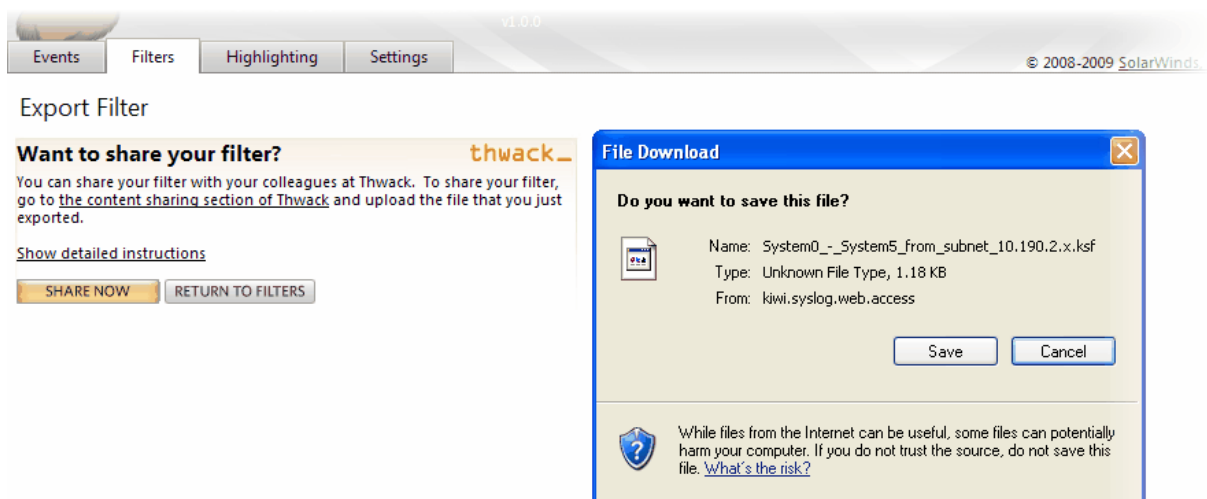 v1.0.0
Events Filters Highlighting Settings
© 2008-2009 SolarWinds.
Export Filter
Want to share your filter?
thwack_
You can share your filter with your colleagues at Thwack. To share your filter,
go to the content sharing section of Thwack and upload the file that you just
exported.
Show detailed instructions
SHARE NOW RETURN TO FILTERS
File Download
Do you want to save this file?
Name: System0_-_System5_from_subnet_10.190.2.x.ksf
Type: Unknown File Type, 1.18 KB
From: kiwi.syslog.web.access
Save Cancel
While files from the Internet can be useful, some files can potentially
harm your computer. If you do not trust the source, do not save this
file. What's the risk?